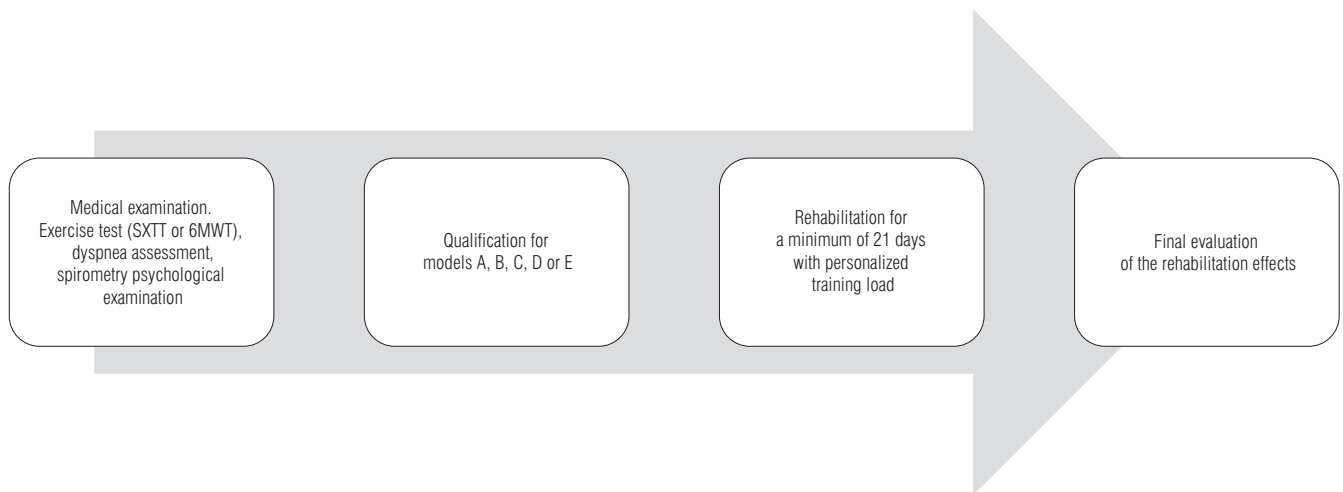 Medical examination.
Exercise test (SXTT or 6MWT),
dyspnea assessment,
spirometry psychological
examination
Qualification for
models A, B, C, D or E
Rehabilitation for
a minimum of 21 days
with personalized
training load
Final evaluation
of the rehabilitation effects